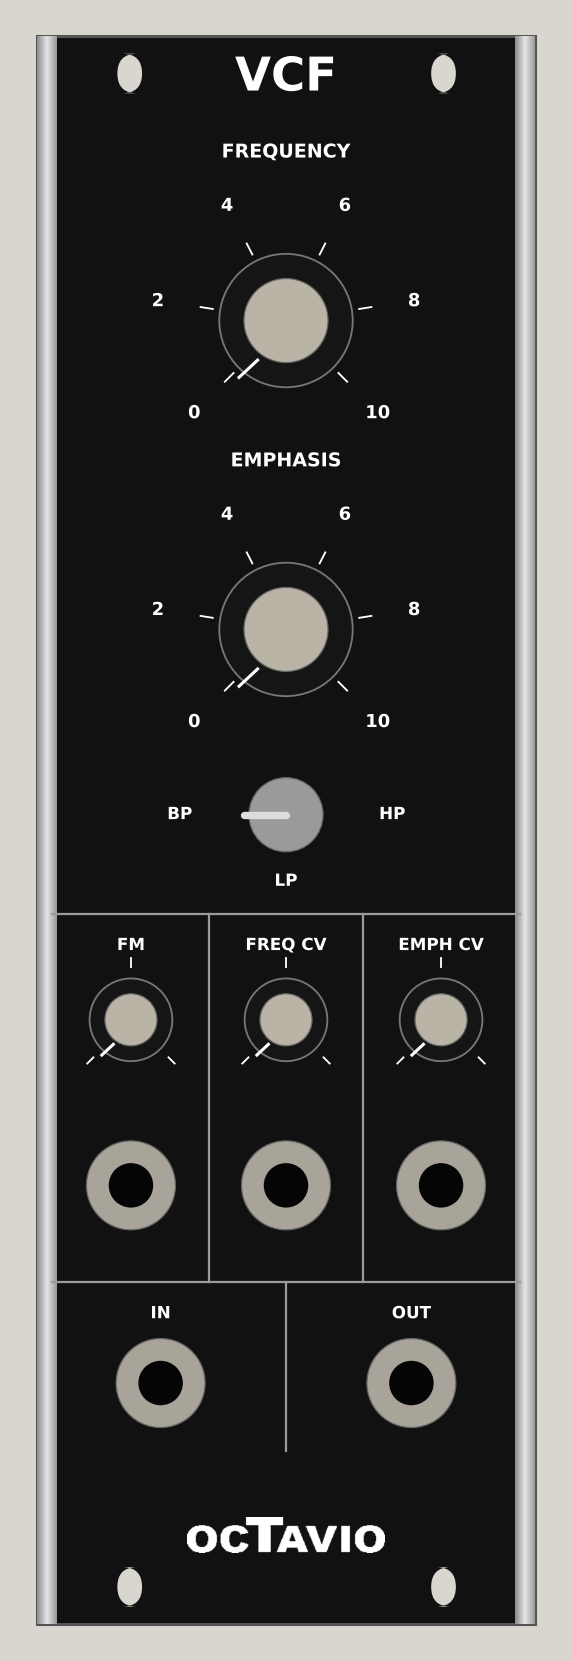 VCF
FREQUENCY
4 6
2 8
0 10
EMPHASIS
4 6
2 8
0 10
BP HP
LP
FM FREQ CV EMPH CV
IN OUT
OCTAVIO